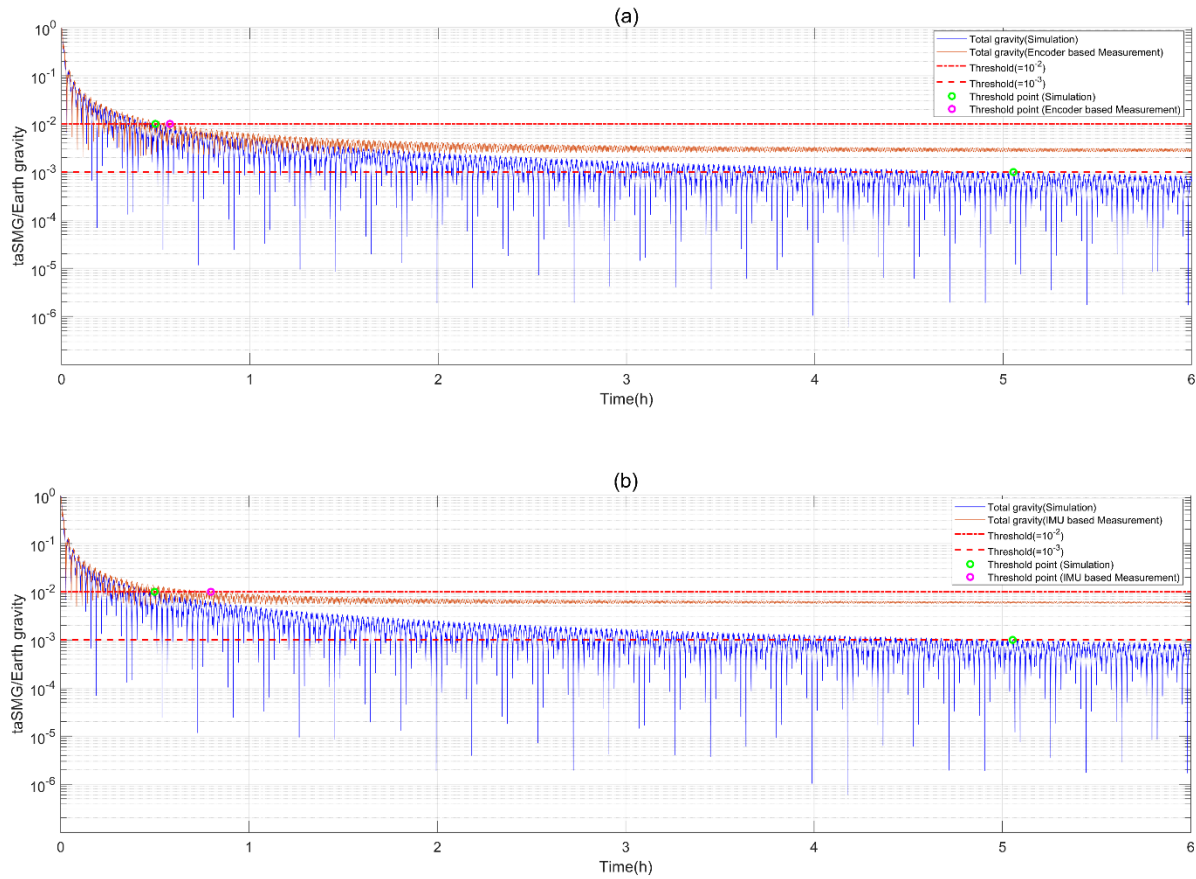 (a)
Total gravity(Simulation)
Total gravity(Encoder based Measurement)
Threshold(=10^-2)
Threshold(=10^-3)
Threshold point (Simulation)
Threshold point (Encoder based Measurement)
taSMG/Earth gravity
10^0
10^-1
10^-2
10^-3
10^-4
10^-5
10^-6
0 1 2 3 4 5 6
Time(h)
(b)
Total gravity(Simulation)
Total gravity(IMU based Measurement)
Threshold(=10^-2)
Threshold(=10^-3)
Threshold point (Simulation)
Threshold point (IMU based Measurement)
taSMG/Earth gravity
10^0
10^-1
10^-2
10^-3
10^-4
10^-5
10^-6
0 1 2 3 4 5 6
Time(h)